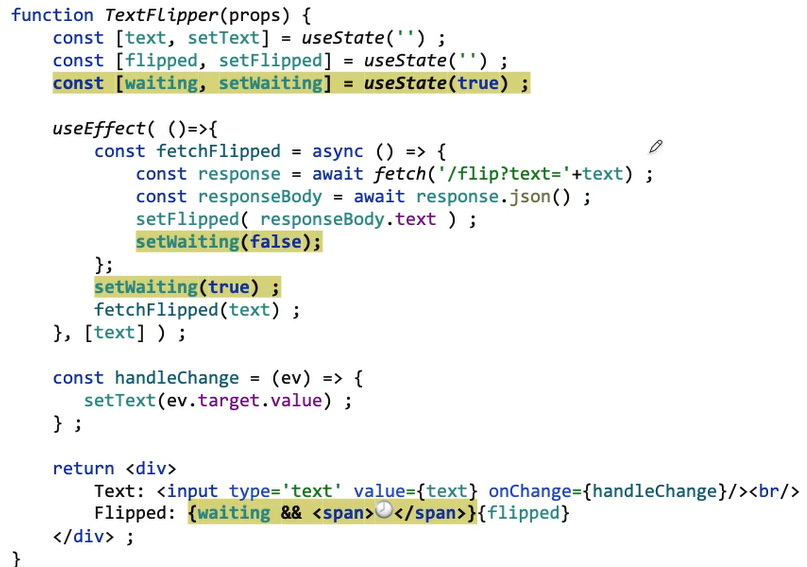 function TextFlipper(props) {
    const [text, setText] = useState('') ;
    const [flipped, setFlipped] = useState('') ;
    const [waiting, setWaiting] = useState(true) ;

    useEffect( ()=>{
        const fetchFlipped = async () => {
            const response = await fetch('/flip?text='+text) ;
            const responseBody = await response.json() ;
            setFlipped( responseBody.text ) ;
            setWaiting(false);
        };
        setWaiting(true) ;
        fetchFlipped(text) ;
    }, [text] ) ;

    const handleChange = (ev) => {
       setText(ev.target.value) ;
    } ;

    return <div>
        Text: <input type='text' value={text} onChange={handleChange}/><br/>
        Flipped: {waiting && <span>🕗</span>}{flipped}
    </div> ;
}